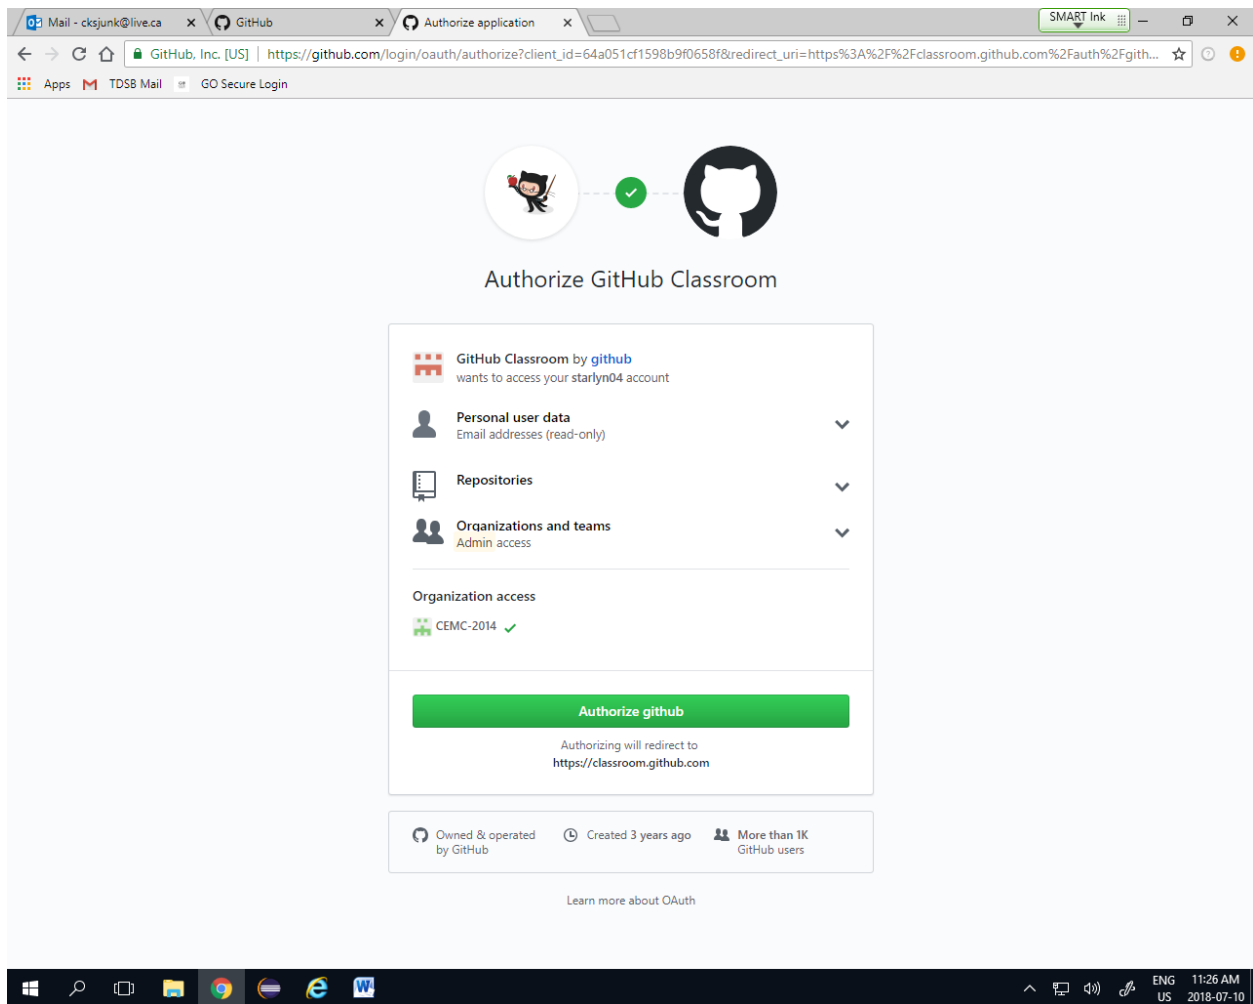 Mail - cksjunk@live.ca
GitHub
Authorize application
SMART Ink
GitHub, Inc. [US] | https://github.com/login/oauth/authorize?client_id=64a051cf1598b9f0658f&redirect_uri=https%3A%2F%2Fclassroom.github.com%2Fauth%2Fgith...
Apps TDSB Mail GO Secure Login
Authorize GitHub Classroom
GitHub Classroom by github
wants to access your starlyn04 account
Personal user data
Email addresses (read-only)
Repositories
Organizations and teams
Admin access
Organization access
CEMC-2014
Authorize github
Authorizing will redirect to
https://classroom.github.com
Owned & operated
by GitHub
Created 3 years ago
More than 1K
GitHub users
Learn more about OAuth
ENG
US
11:26 AM
2018-07-10